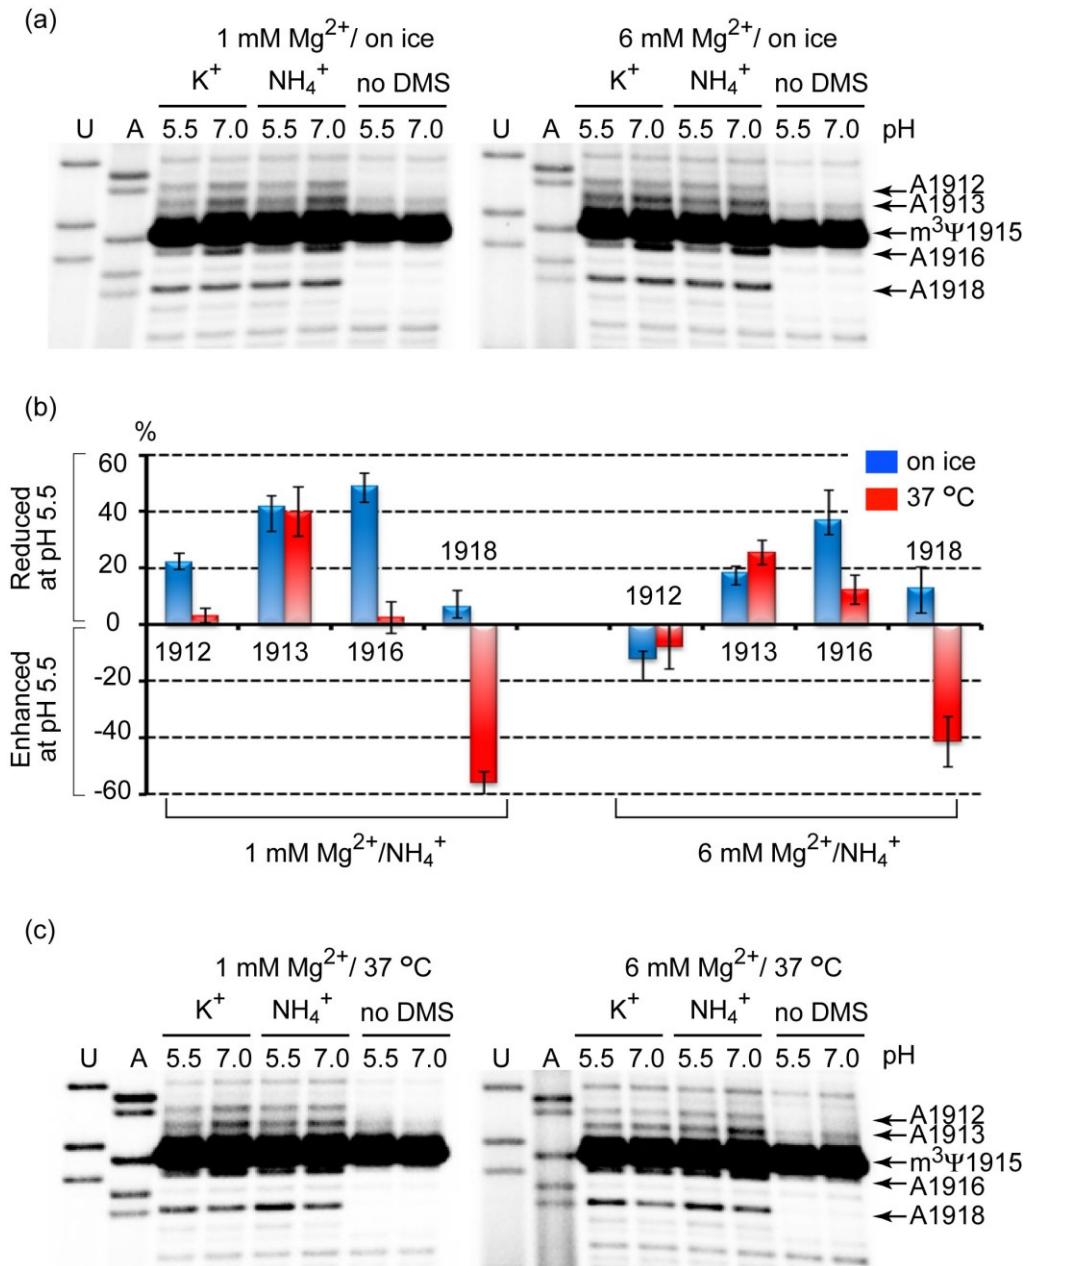 (a)
1 mM Mg²⁺/ on ice 6 mM Mg²⁺/ on ice
K⁺ NH₄⁺ no DMS K⁺ NH₄⁺ no DMS
U A 5.5 7.0 5.5 7.0 5.5 7.0 U A 5.5 7.0 5.5 7.0 5.5 7.0 pH
A1912
A1913
m³Ψ1915
A1916
A1918
(b)
%
60
40
20
0
-20
-40
-60
Reduced
at pH 5.5
Enhanced
at pH 5.5
on ice
37 °C
1912 1913 1916 1918 1912 1913 1916 1918
1 mM Mg²⁺/NH₄⁺ 6 mM Mg²⁺/NH₄⁺
(c)
1 mM Mg²⁺/ 37 °C 6 mM Mg²⁺/ 37 °C
K⁺ NH₄⁺ no DMS K⁺ NH₄⁺ no DMS
U A 5.5 7.0 5.5 7.0 5.5 7.0 U A 5.5 7.0 5.5 7.0 5.5 7.0 pH
A1912
A1913
m³Ψ1915
A1916
A1918